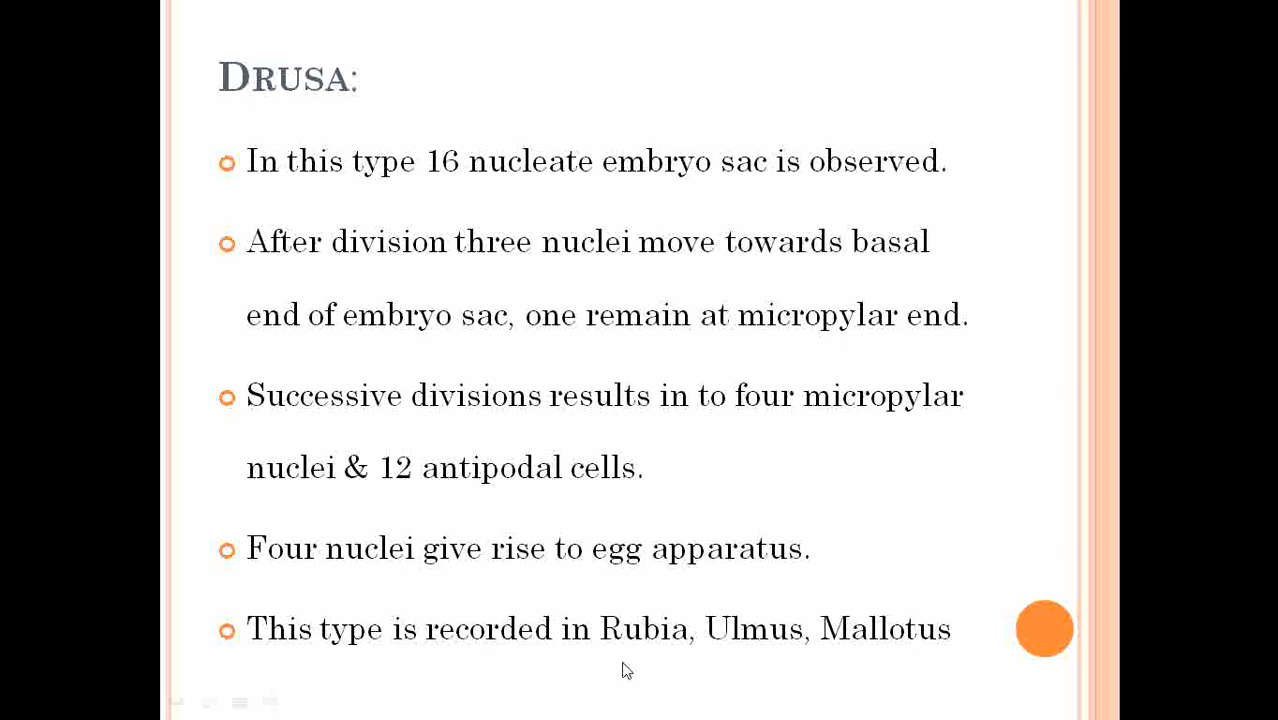 DRUSA:
In this type 16 nucleate embryo sac is observed.
After division three nuclei move towards basal
end of embryo sac, one remain at micropylar end.
Successive divisions results in to four micropylar
nuclei & 12 antipodal cells.
Four nuclei give rise to egg apparatus.
This type is recorded in Rubia, Ulmus, Mallotus